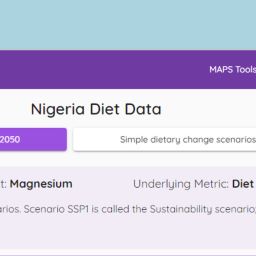 MAPS Tools
Nigeria Diet Data
2050 Simple dietary change scenarios
t: Magnesium Underlying Metric: Diet
arios. Scenario SSP1 is called the Sustainability scenario;